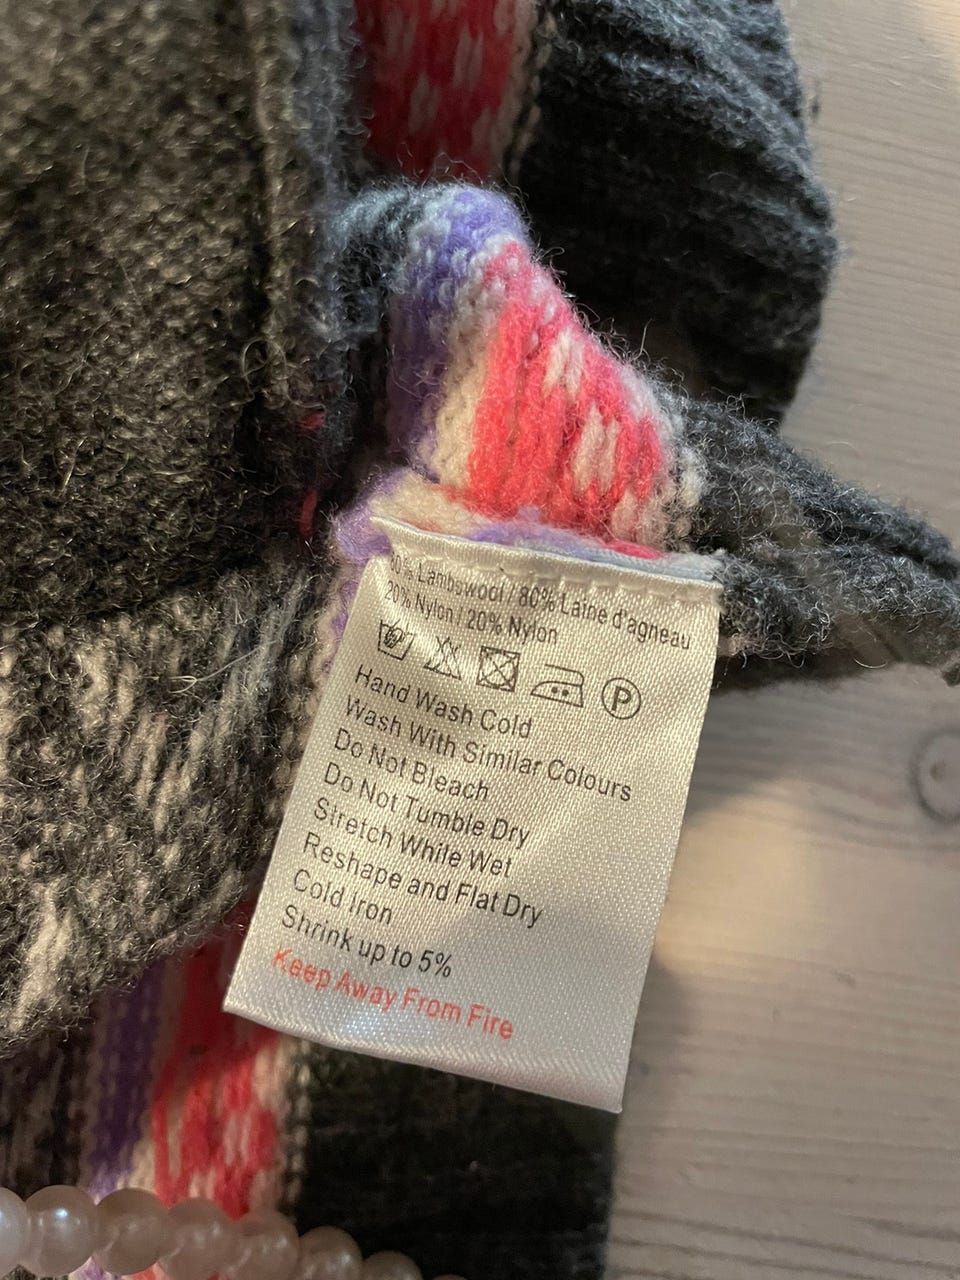 80% Lambswool / 80% Laine d'agneau
20% Nylon / 20% Nylon
P
Hand Wash Cold
Wash With Similar Colours
Do Not Bleach
Do Not Tumble Dry
Stretch While Wet
Reshape and Flat Dry
Cold Iron
Shrink up to 5%
Keep Away From Fire